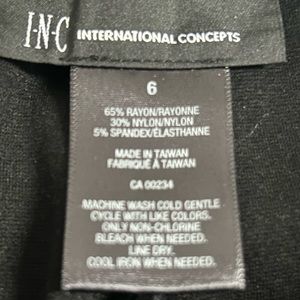 I·N·C INTERNATIONAL CONCEPTS
6
65% RAYON/RAYONNE
30% NYLON/NYLON
5% SPANDEX/ÉLASTHANNE
MADE IN TAIWAN
FABRIQUÉ À TAIWAN
CA 00234
MACHINE WASH COLD GENTLE
CYCLE WITH LIKE COLORS.
ONLY NON-CHLORINE
BLEACH WHEN NEEDED.
LINE DRY.
COOL IRON WHEN NEEDED.